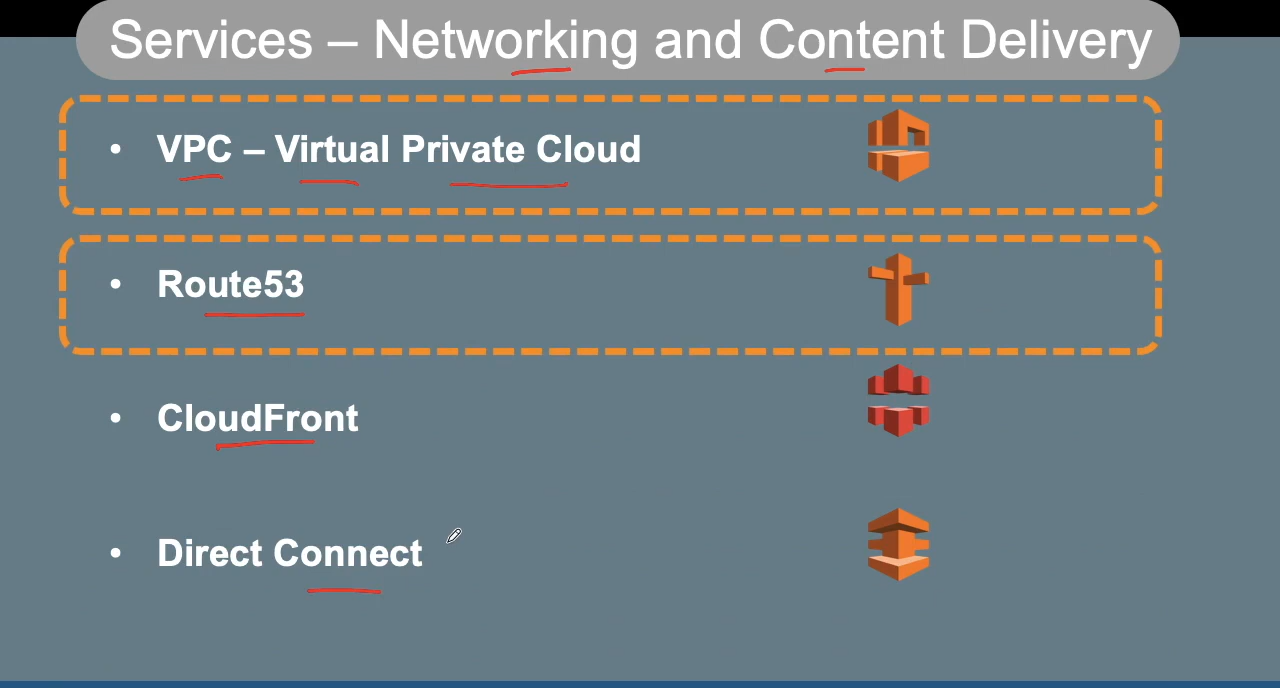 Services – Networking and Content Delivery
• VPC – Virtual Private Cloud
• Route53
• CloudFront
• Direct Connect